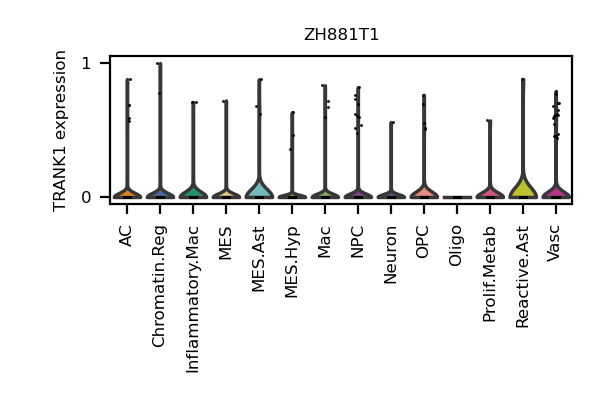 ZH881T1
TRANK1 expression
1
0
AC
Chromatin.Reg
Inflammatory.Mac
MES
MES.Ast
MES.Hyp
Mac
NPC
Neuron
OPC
Oligo
Prolif.Metab
Reactive.Ast
Vasc